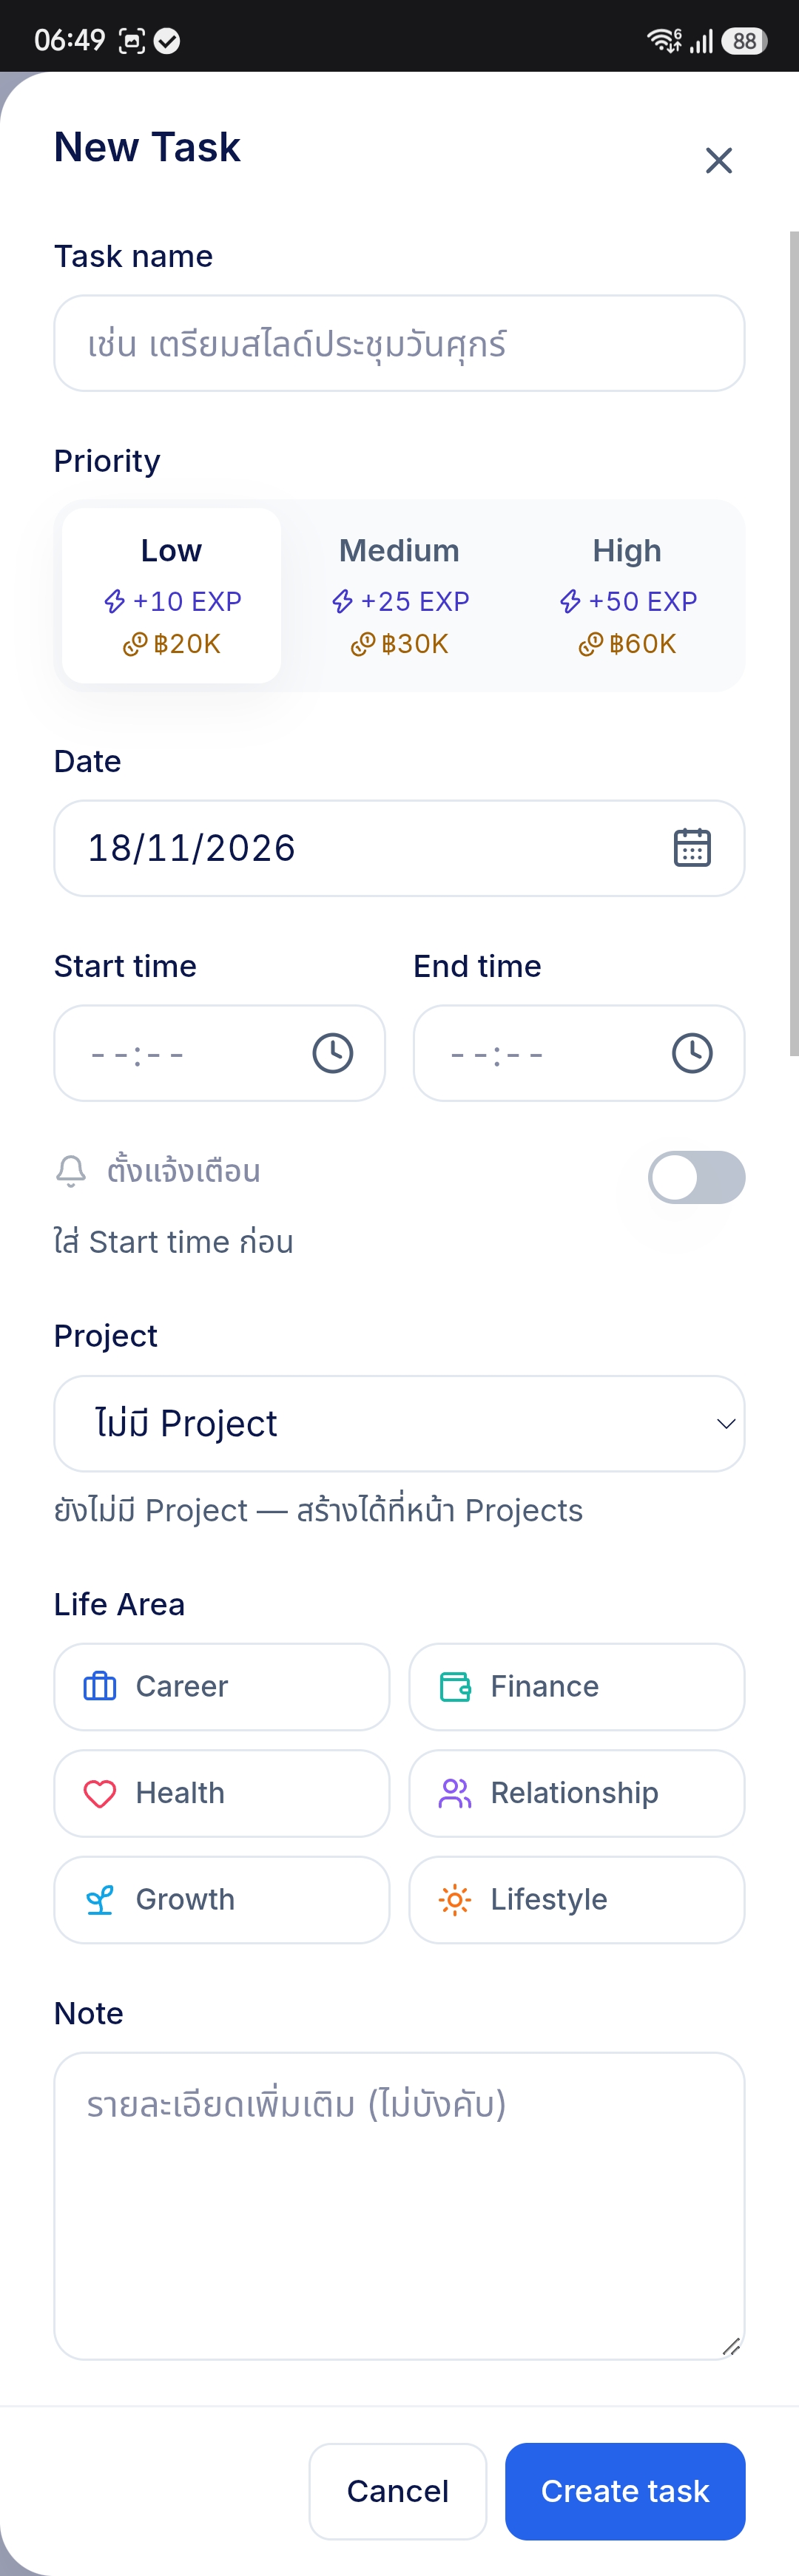 06:49
6
88
New Task
Task name
เช่น เตรียมสไลด์ประชุมวันศุกร์
Priority
Low
Medium
High
+10 EXP
+25 EXP
+50 EXP
฿20K
฿30K
฿60K
Date
18/11/2026
Start time
End time
--:--
--:--
ตั้งแจ้งเตือน
ใส่ Start time ก่อน
Project
ไม่มี Project
ยังไม่มี Project — สร้างได้ที่หน้า Projects
Life Area
Career
Finance
Health
Relationship
Growth
Lifestyle
Note
รายละเอียดเพิ่มเติม (ไม่บังคับ)
Cancel
Create task